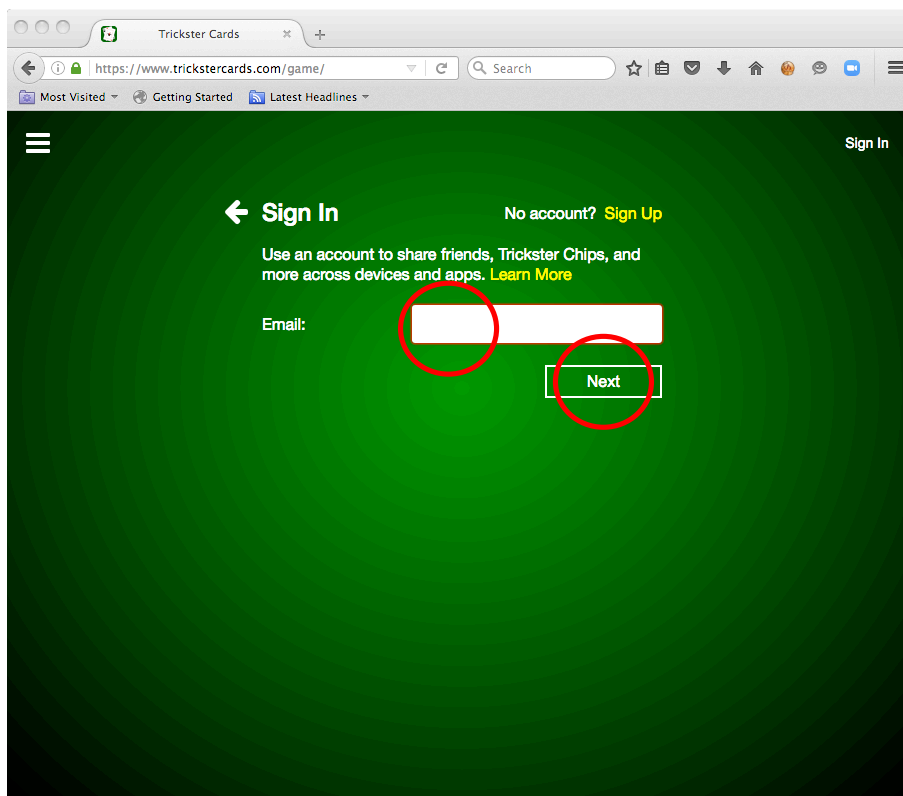 Trickster Cards
https://www.trickstercards.com/game/
Search
Most Visited
Getting Started
Latest Headlines
Sign In
Sign In
No account? Sign Up
Use an account to share friends, Trickster Chips, and
more across devices and apps. Learn More
Email:
Next